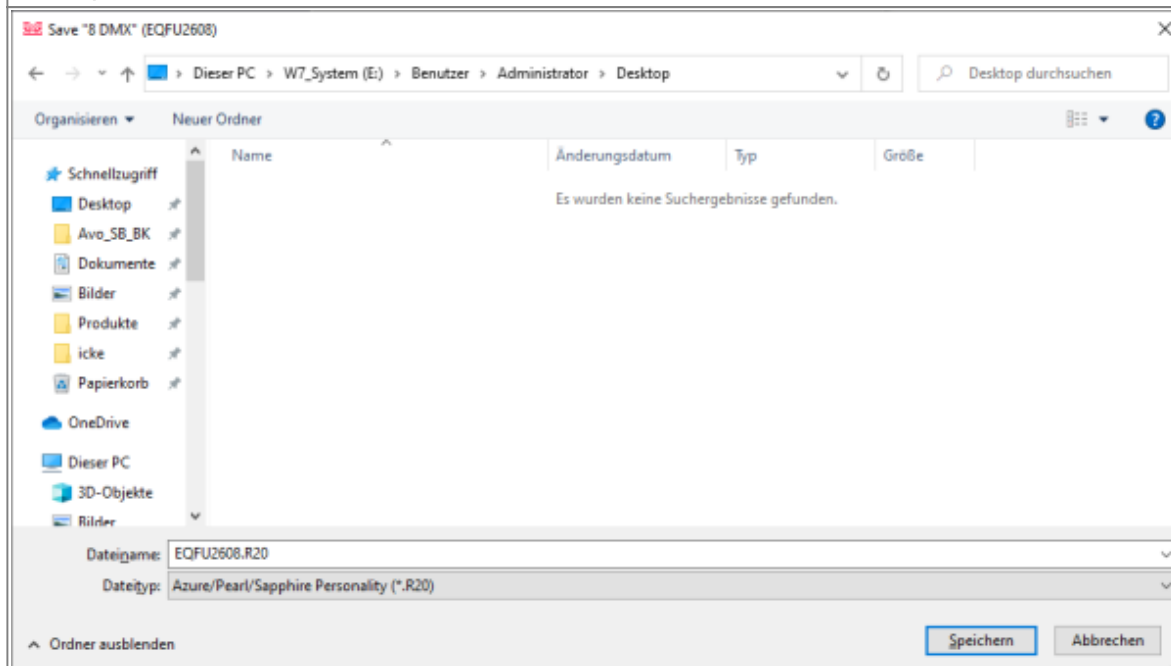 Save "8 DMX" (EQFU2608)
Dieser PC > W7_System (E:) > Benutzer > Administrator > Desktop
Desktop durchsuchen
Organisieren
Neuer Ordner
Name
Änderungsdatum
Typ
Größe
Es wurden keine Suchergebnisse gefunden.
Schnellzugriff
Desktop
Avo_SB_BK
Dokumente
Bilder
Produkte
icke
Papierkorb
OneDrive
Dieser PC
3D-Objekte
Bilder
Dateiname: EQFU2608.R20
Dateityp: Azure/Pearl/Sapphire Personality (*.R20)
Ordner ausblenden
Speichern
Abbrechen